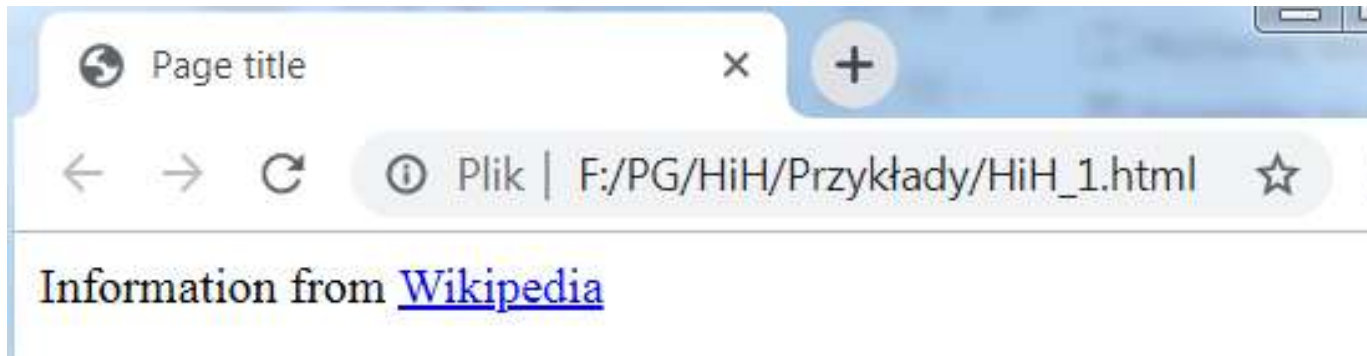 Page title
Plik | F:/PG/HiH/Przykłady/HiH_1.html
Information from Wikipedia